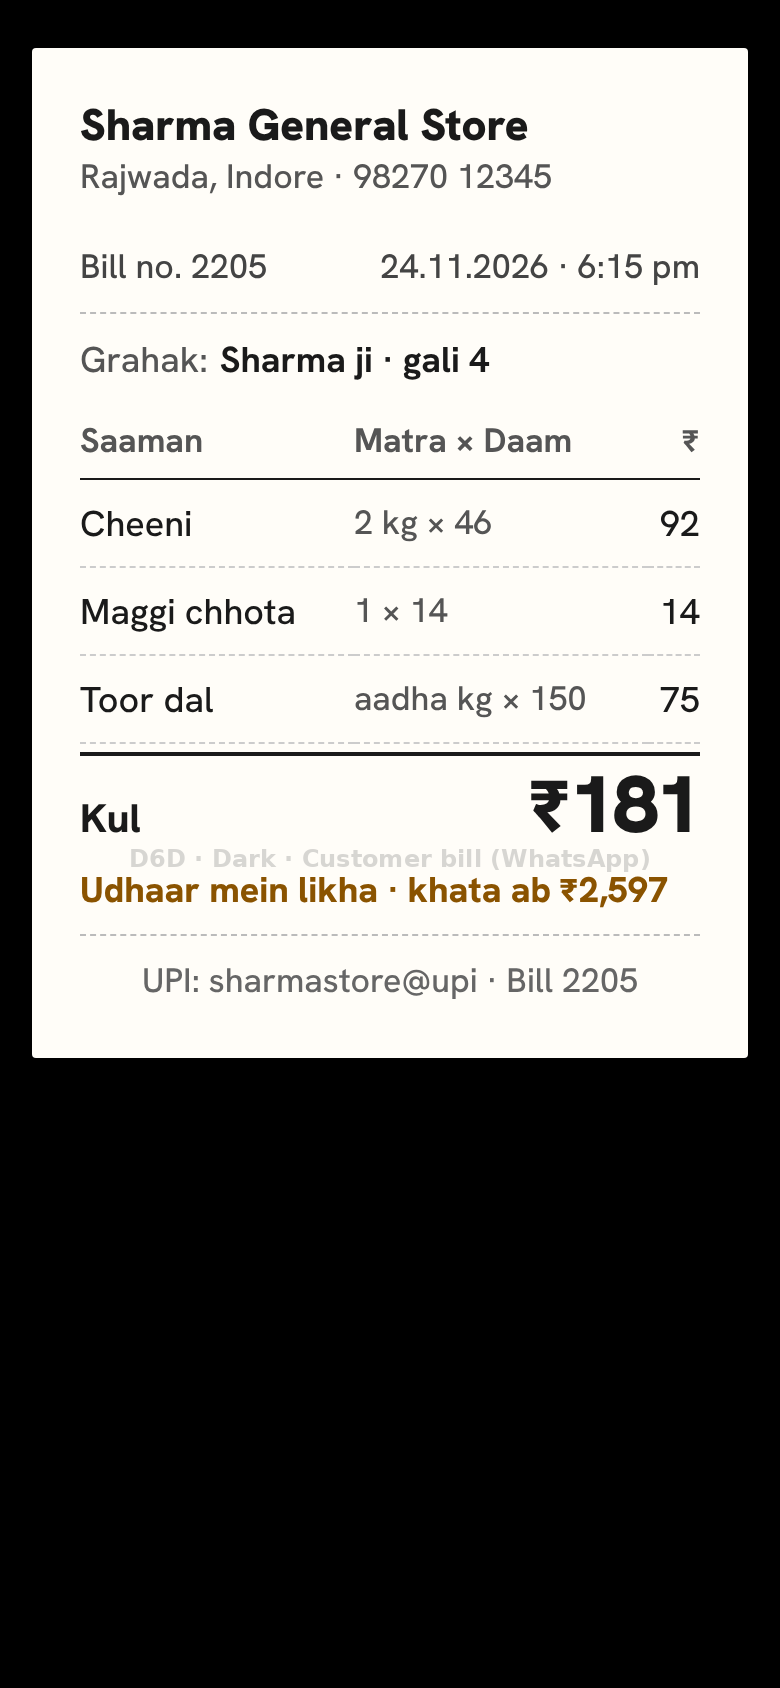 Sharma General Store
Rajwada, Indore · 98270 12345
Bill no. 2205 24.11.2026 · 6:15 pm
Grahak: Sharma ji · gali 4
Saaman Matra × Daam ₹
Cheeni 2 kg × 46 92
Maggi chhota 1 × 14 14
Toor dal aadha kg × 150 75
Kul ₹181
D6D · Dark · Customer bill (WhatsApp)
Udhaar mein likha · khata ab ₹2,597
UPI: sharmastore@upi · Bill 2205